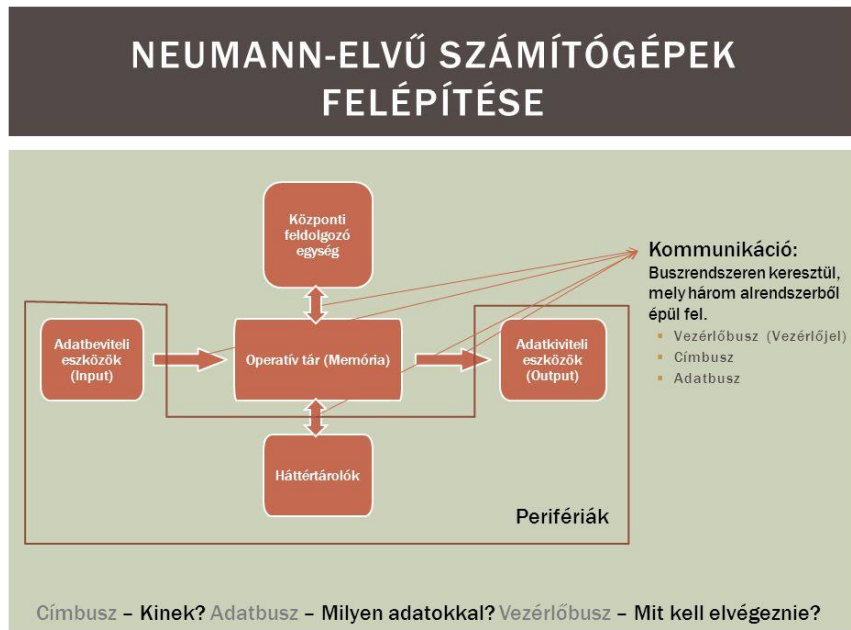 NEUMANN-ELVŰ SZÁMÍTÓGÉPEK
FELÉPÍTÉSE
Központi
feldolgozó
egység
Kommunikáció:
Buszrendszeren keresztül,
mely három alrendszerből
épül fel.
Vezérlőbusz (Vezérlőjel)
Címbusz
Adatbusz
Adatbeviteli
eszközök
(Input)
Operatív tár (Memória)
Adatkiviteli
eszközök
(Output)
Háttértárolók
Perifériák
Címbusz – Kinek? Adatbusz – Milyen adatokkal? Vezérlőbusz – Mit kell elvégeznie?